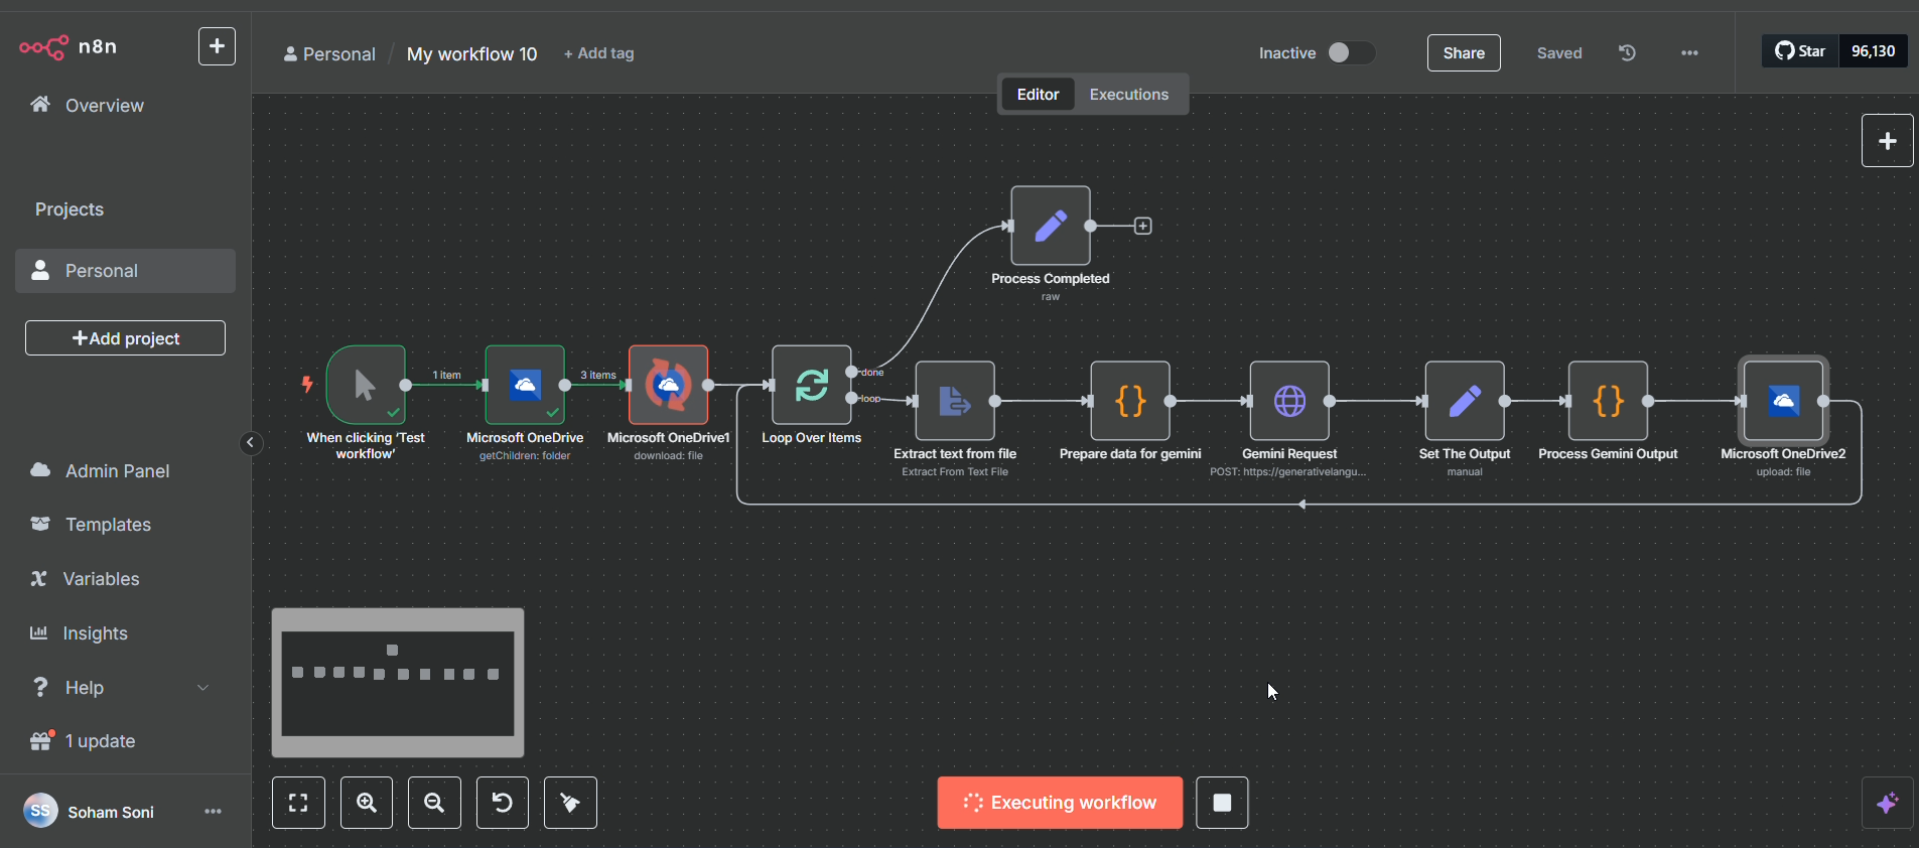 n8n
Overview
Projects
Personal
Add project
Admin Panel
Templates
Variables
Insights
Help
1 update
SS
Soham Soni
Personal / My workflow 10 + Add tag
Inactive
Share
Saved
Star 96,130
Editor Executions
Process Completed
raw
1 item
3 items
done
loop
When clicking ‘Test
workflow’
Microsoft OneDrive
getChildren: folder
Microsoft OneDrive1
download: file
Loop Over Items
Extract text from file
Extract From Text File
Prepare data for gemini
Gemini Request
POST: https://generativelangu...
Set The Output
manual
Process Gemini Output
Microsoft OneDrive2
upload: file
Executing workflow